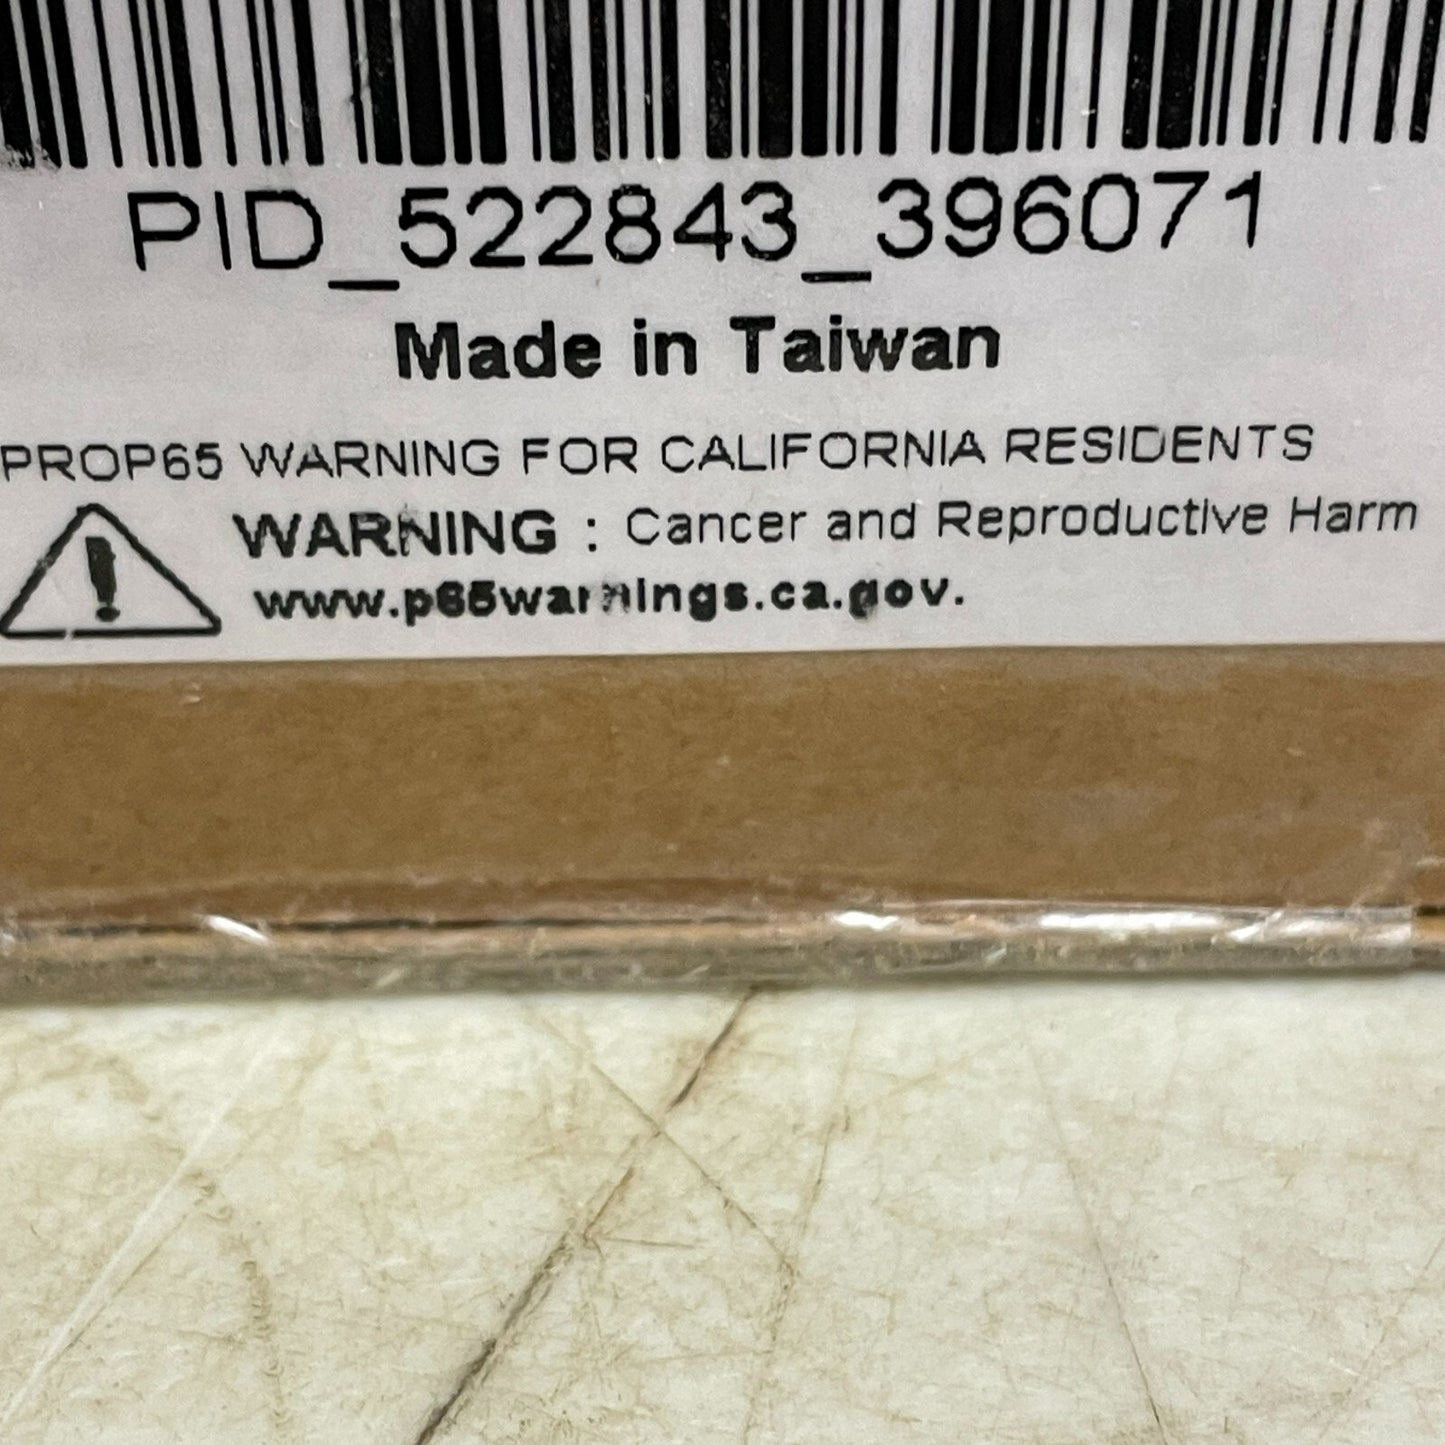 PID_522843_396071
Made in Taiwan
PROP65 WARNING FOR CALIFORNIA RESIDENTS
WARNING : Cancer and Reproductive Harm
www.p65warnings.ca.gov.